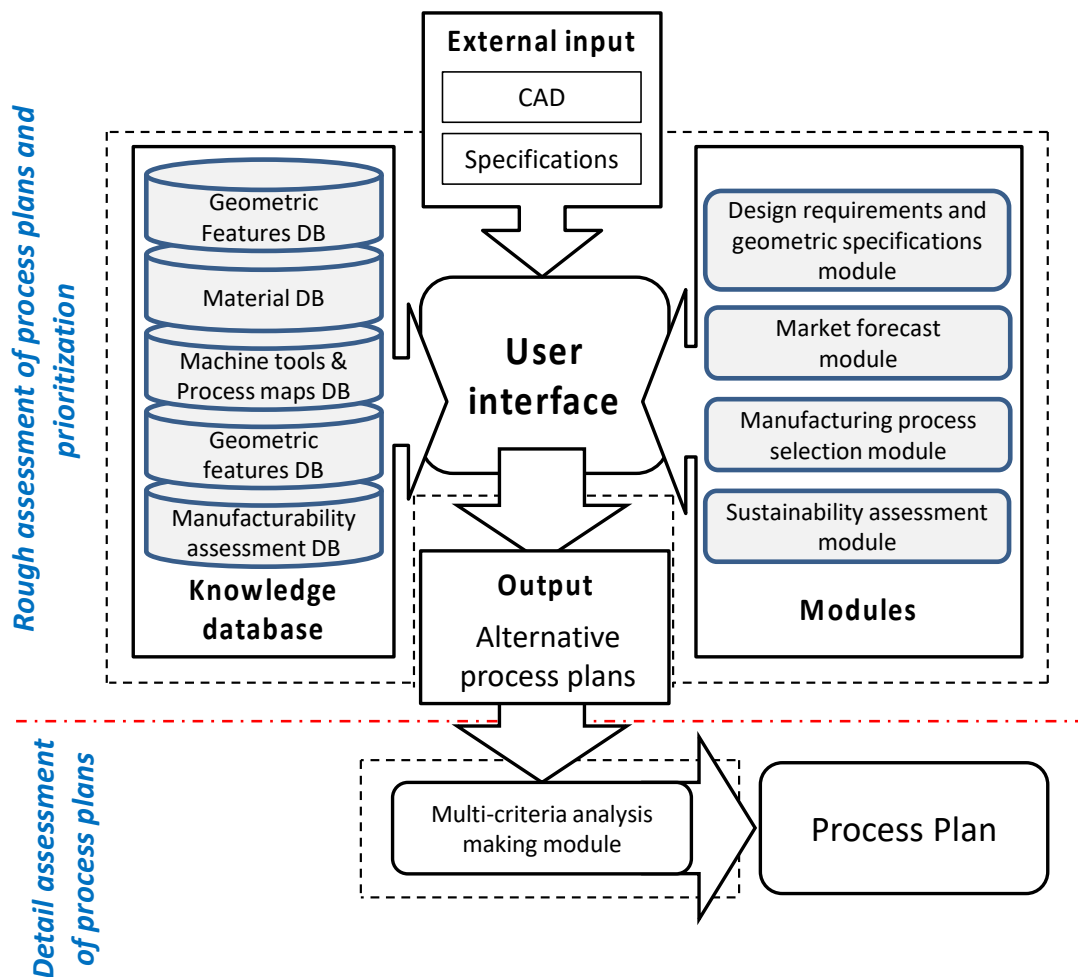 Rough assessment of process plans and
prioritization
External input
CAD
Specifications
Geometric
Features DB
Material DB
Machine tools &
Process maps DB
Geometric
features DB
Manufacturability
assessment DB
Knowledge
database
User
interface
Design requirements and
geometric specifications
module
Market forecast
module
Manufacturing process
selection module
Sustainability assessment
module
Modules
Output
Alternative
process plans
Detail assessment
of process plans
Multi-criteria analysis
making module
Process Plan